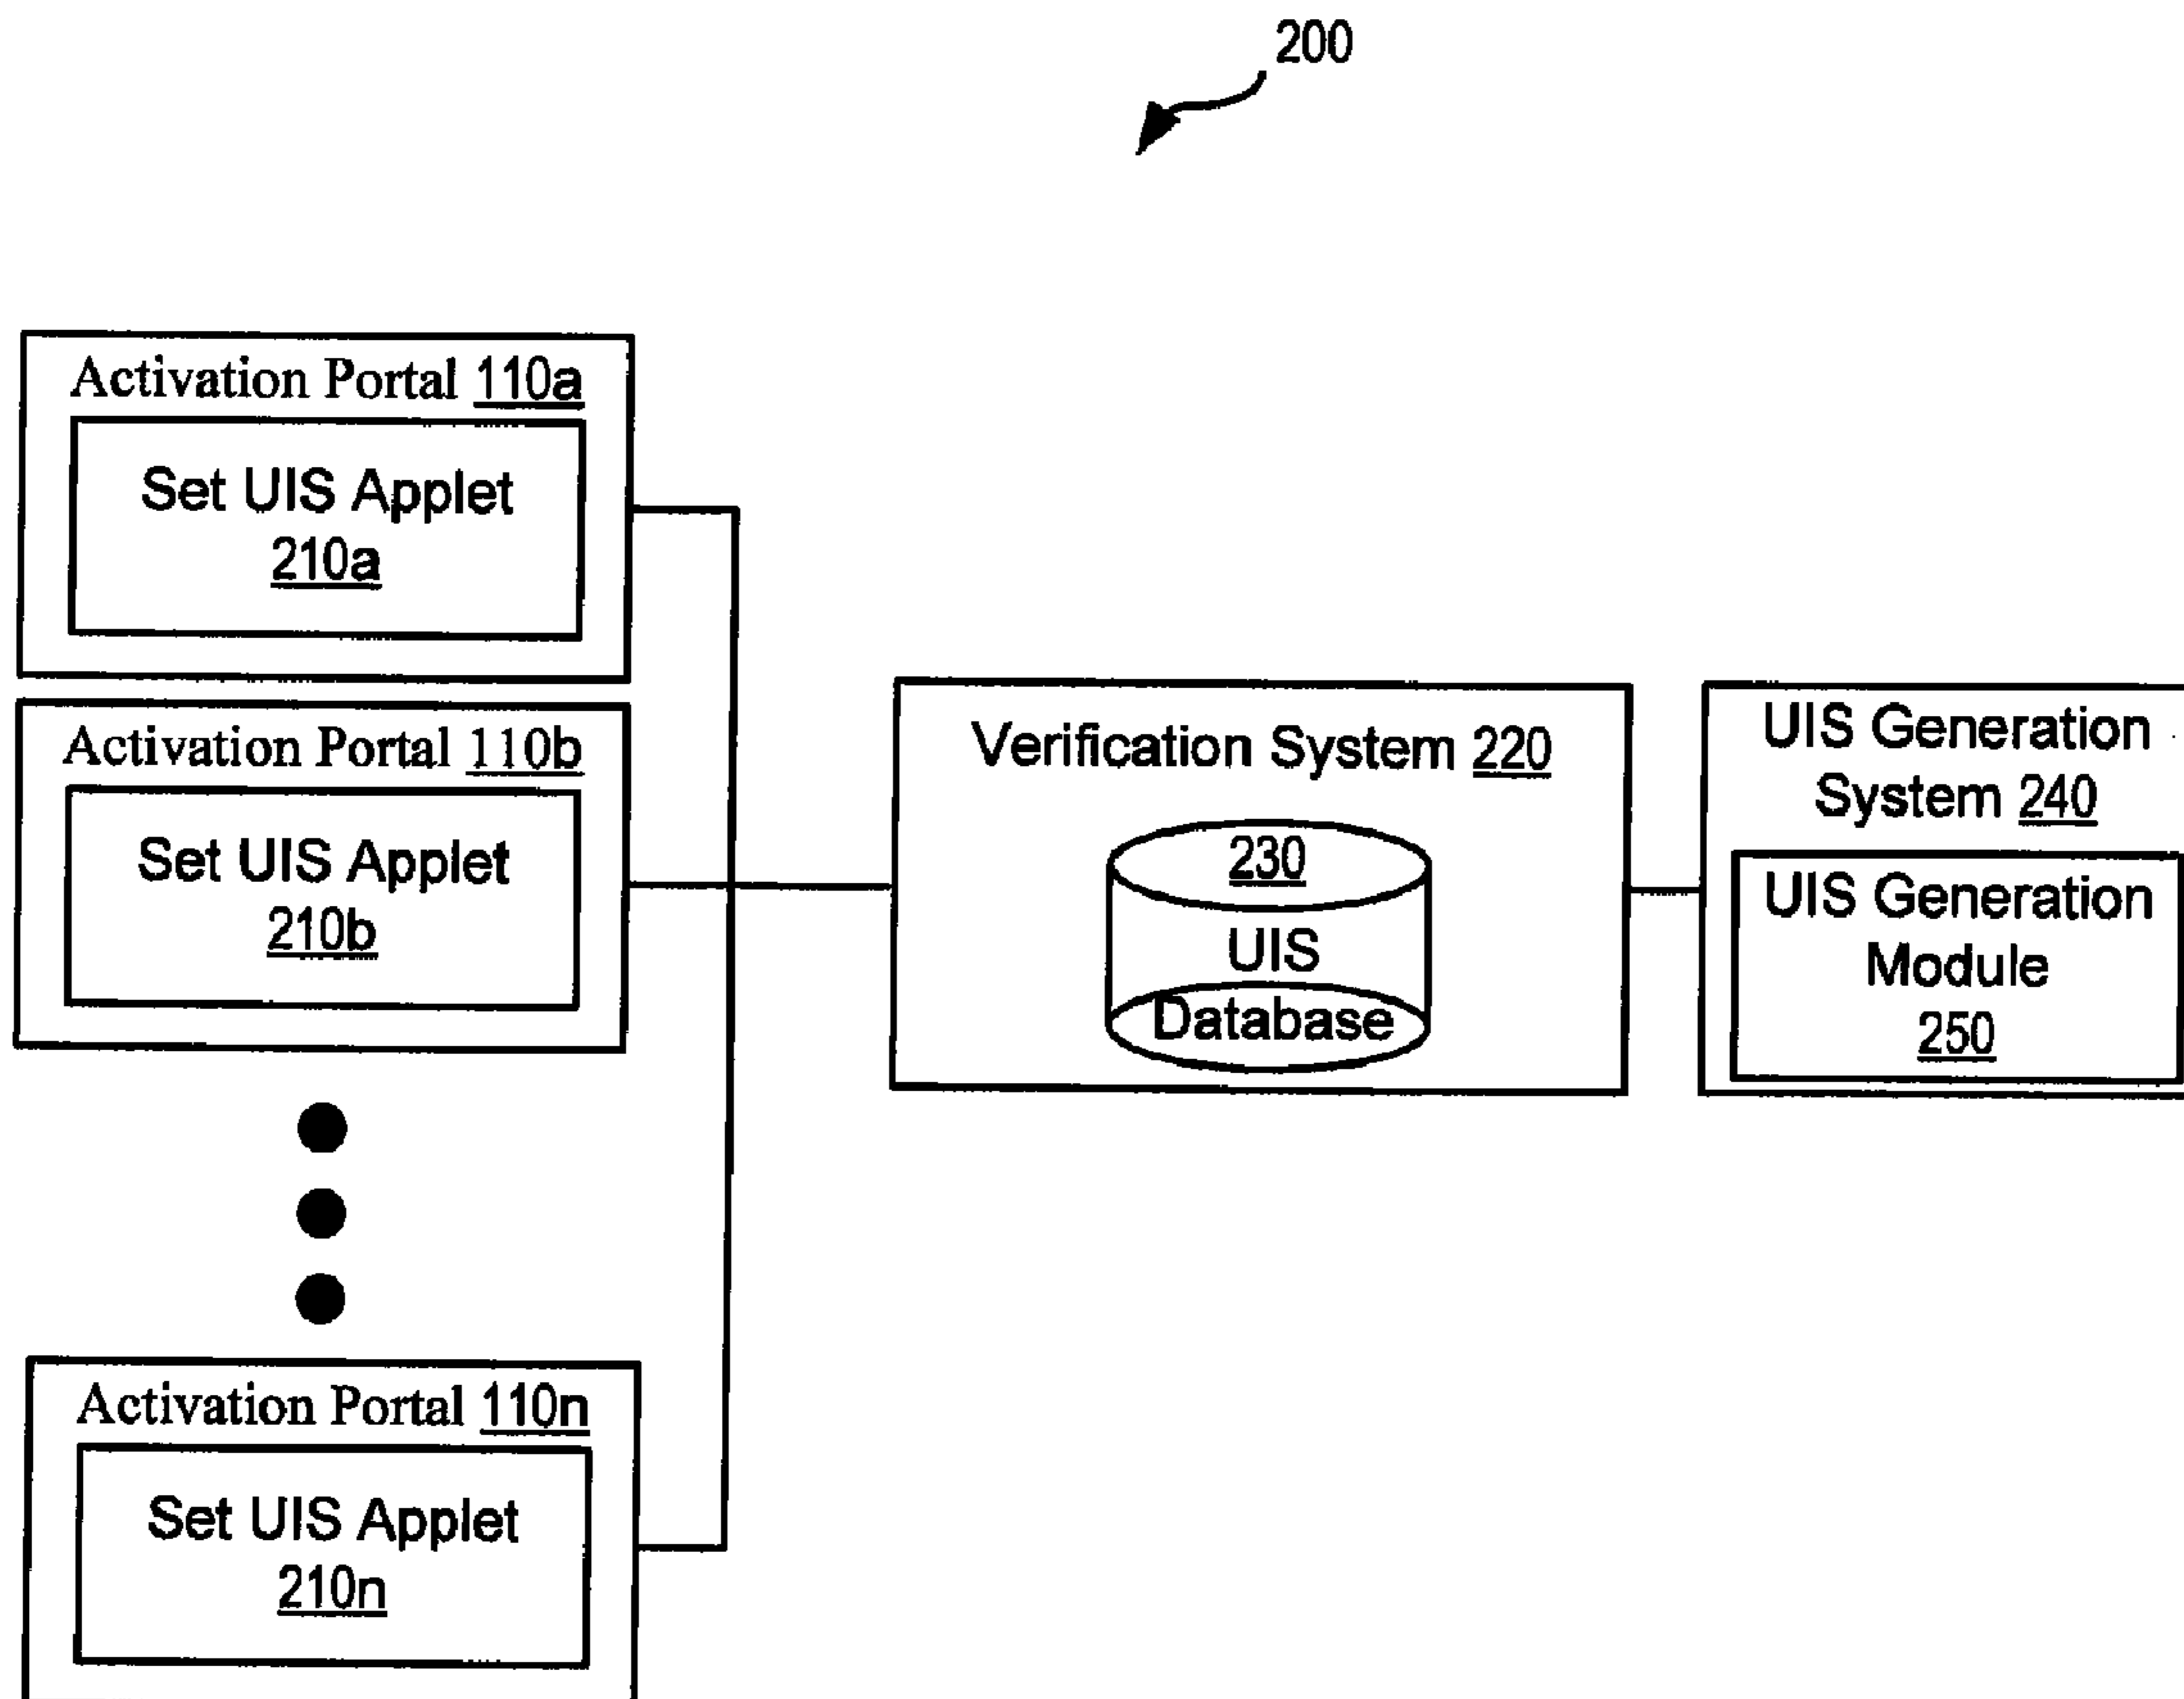 200
Activation Portal 110a
Set UIS Applet
210a
Activation Portal 110b
Set UIS Applet
210b
Activation Portal 110n
Set UIS Applet
210n
Verification System 220
230
UIS
Database
UIS Generation
System 240
UIS Generation
Module
250